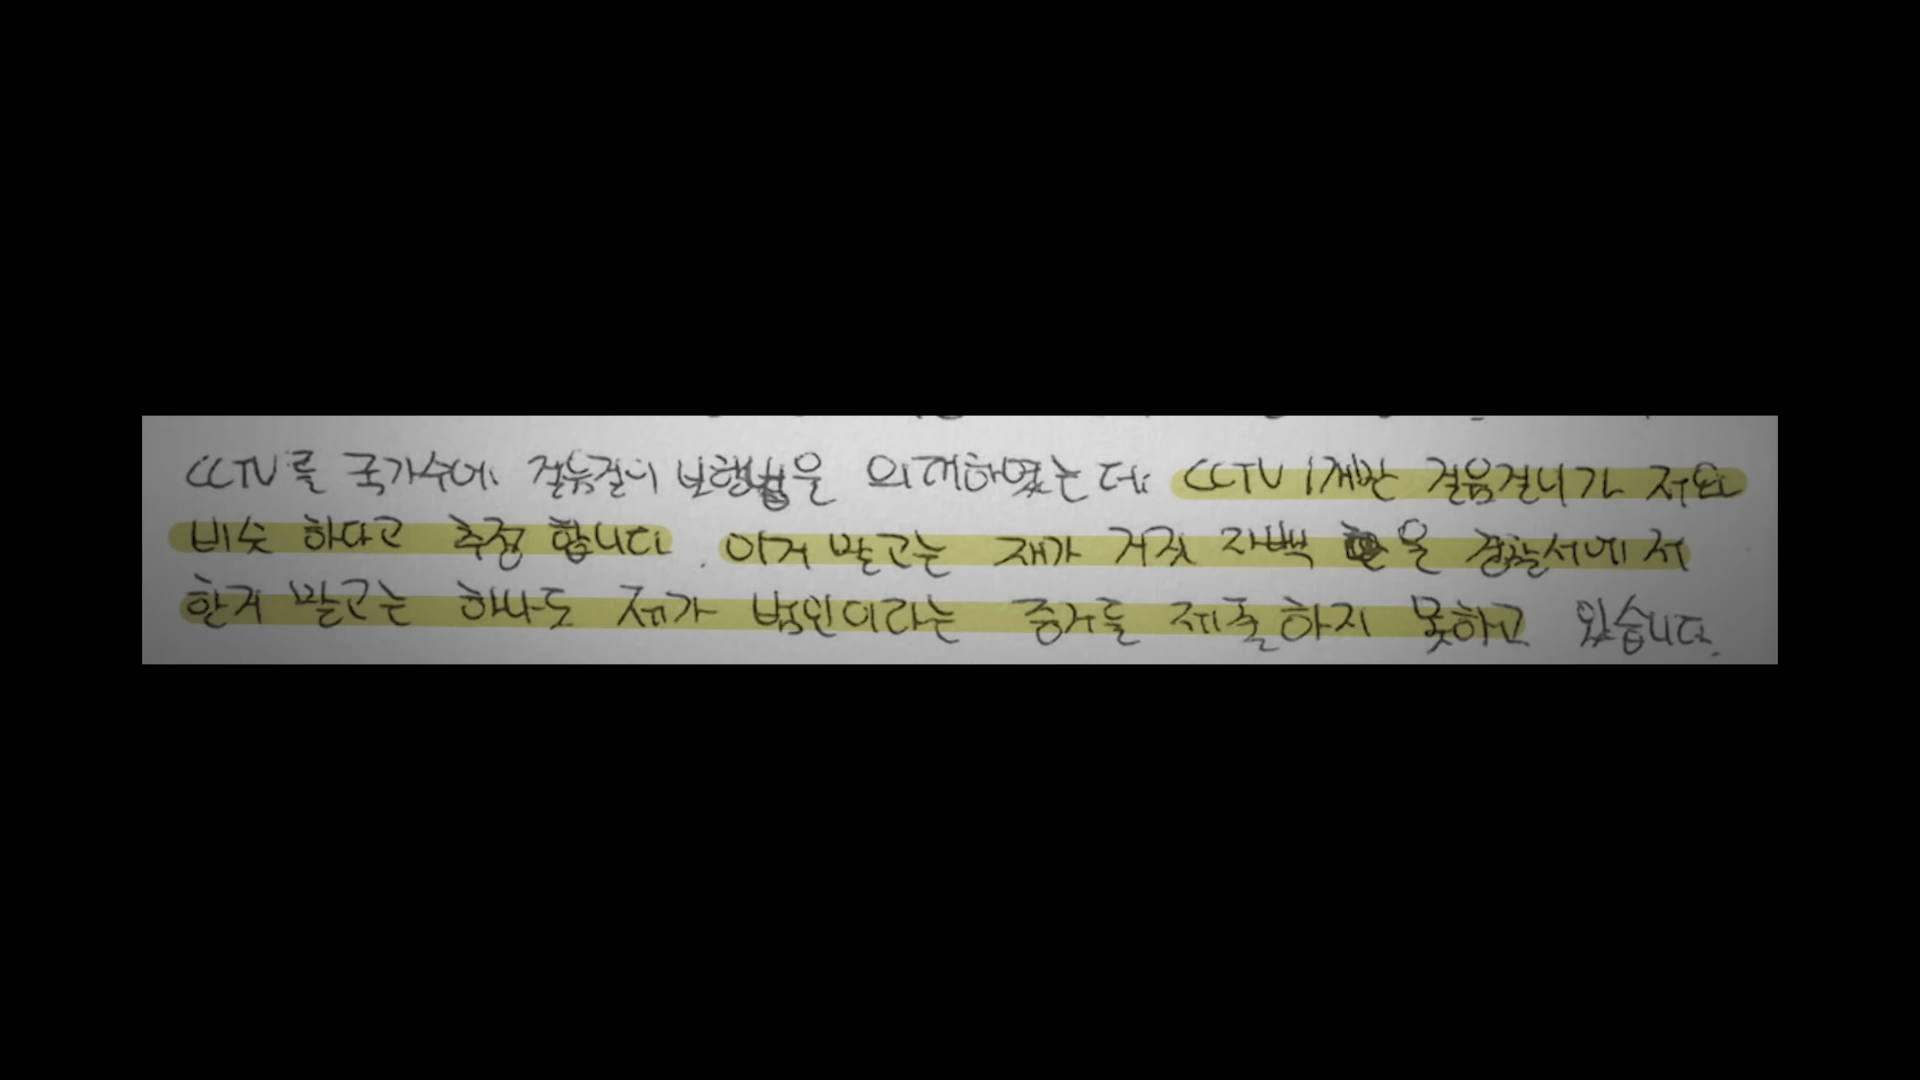 CCTV를 국가수에 걸음걸이 보행법을 의래하였는데 CCTV 1개만 걸음걸니가 저와
비슷 하다고 추정 합니다. 이거 말고는 재가 거짓 자백 을 경찰서에서
한거 말고는 하나도 제가 범인이라는 증거를 제출하지 못하고 있습니다.